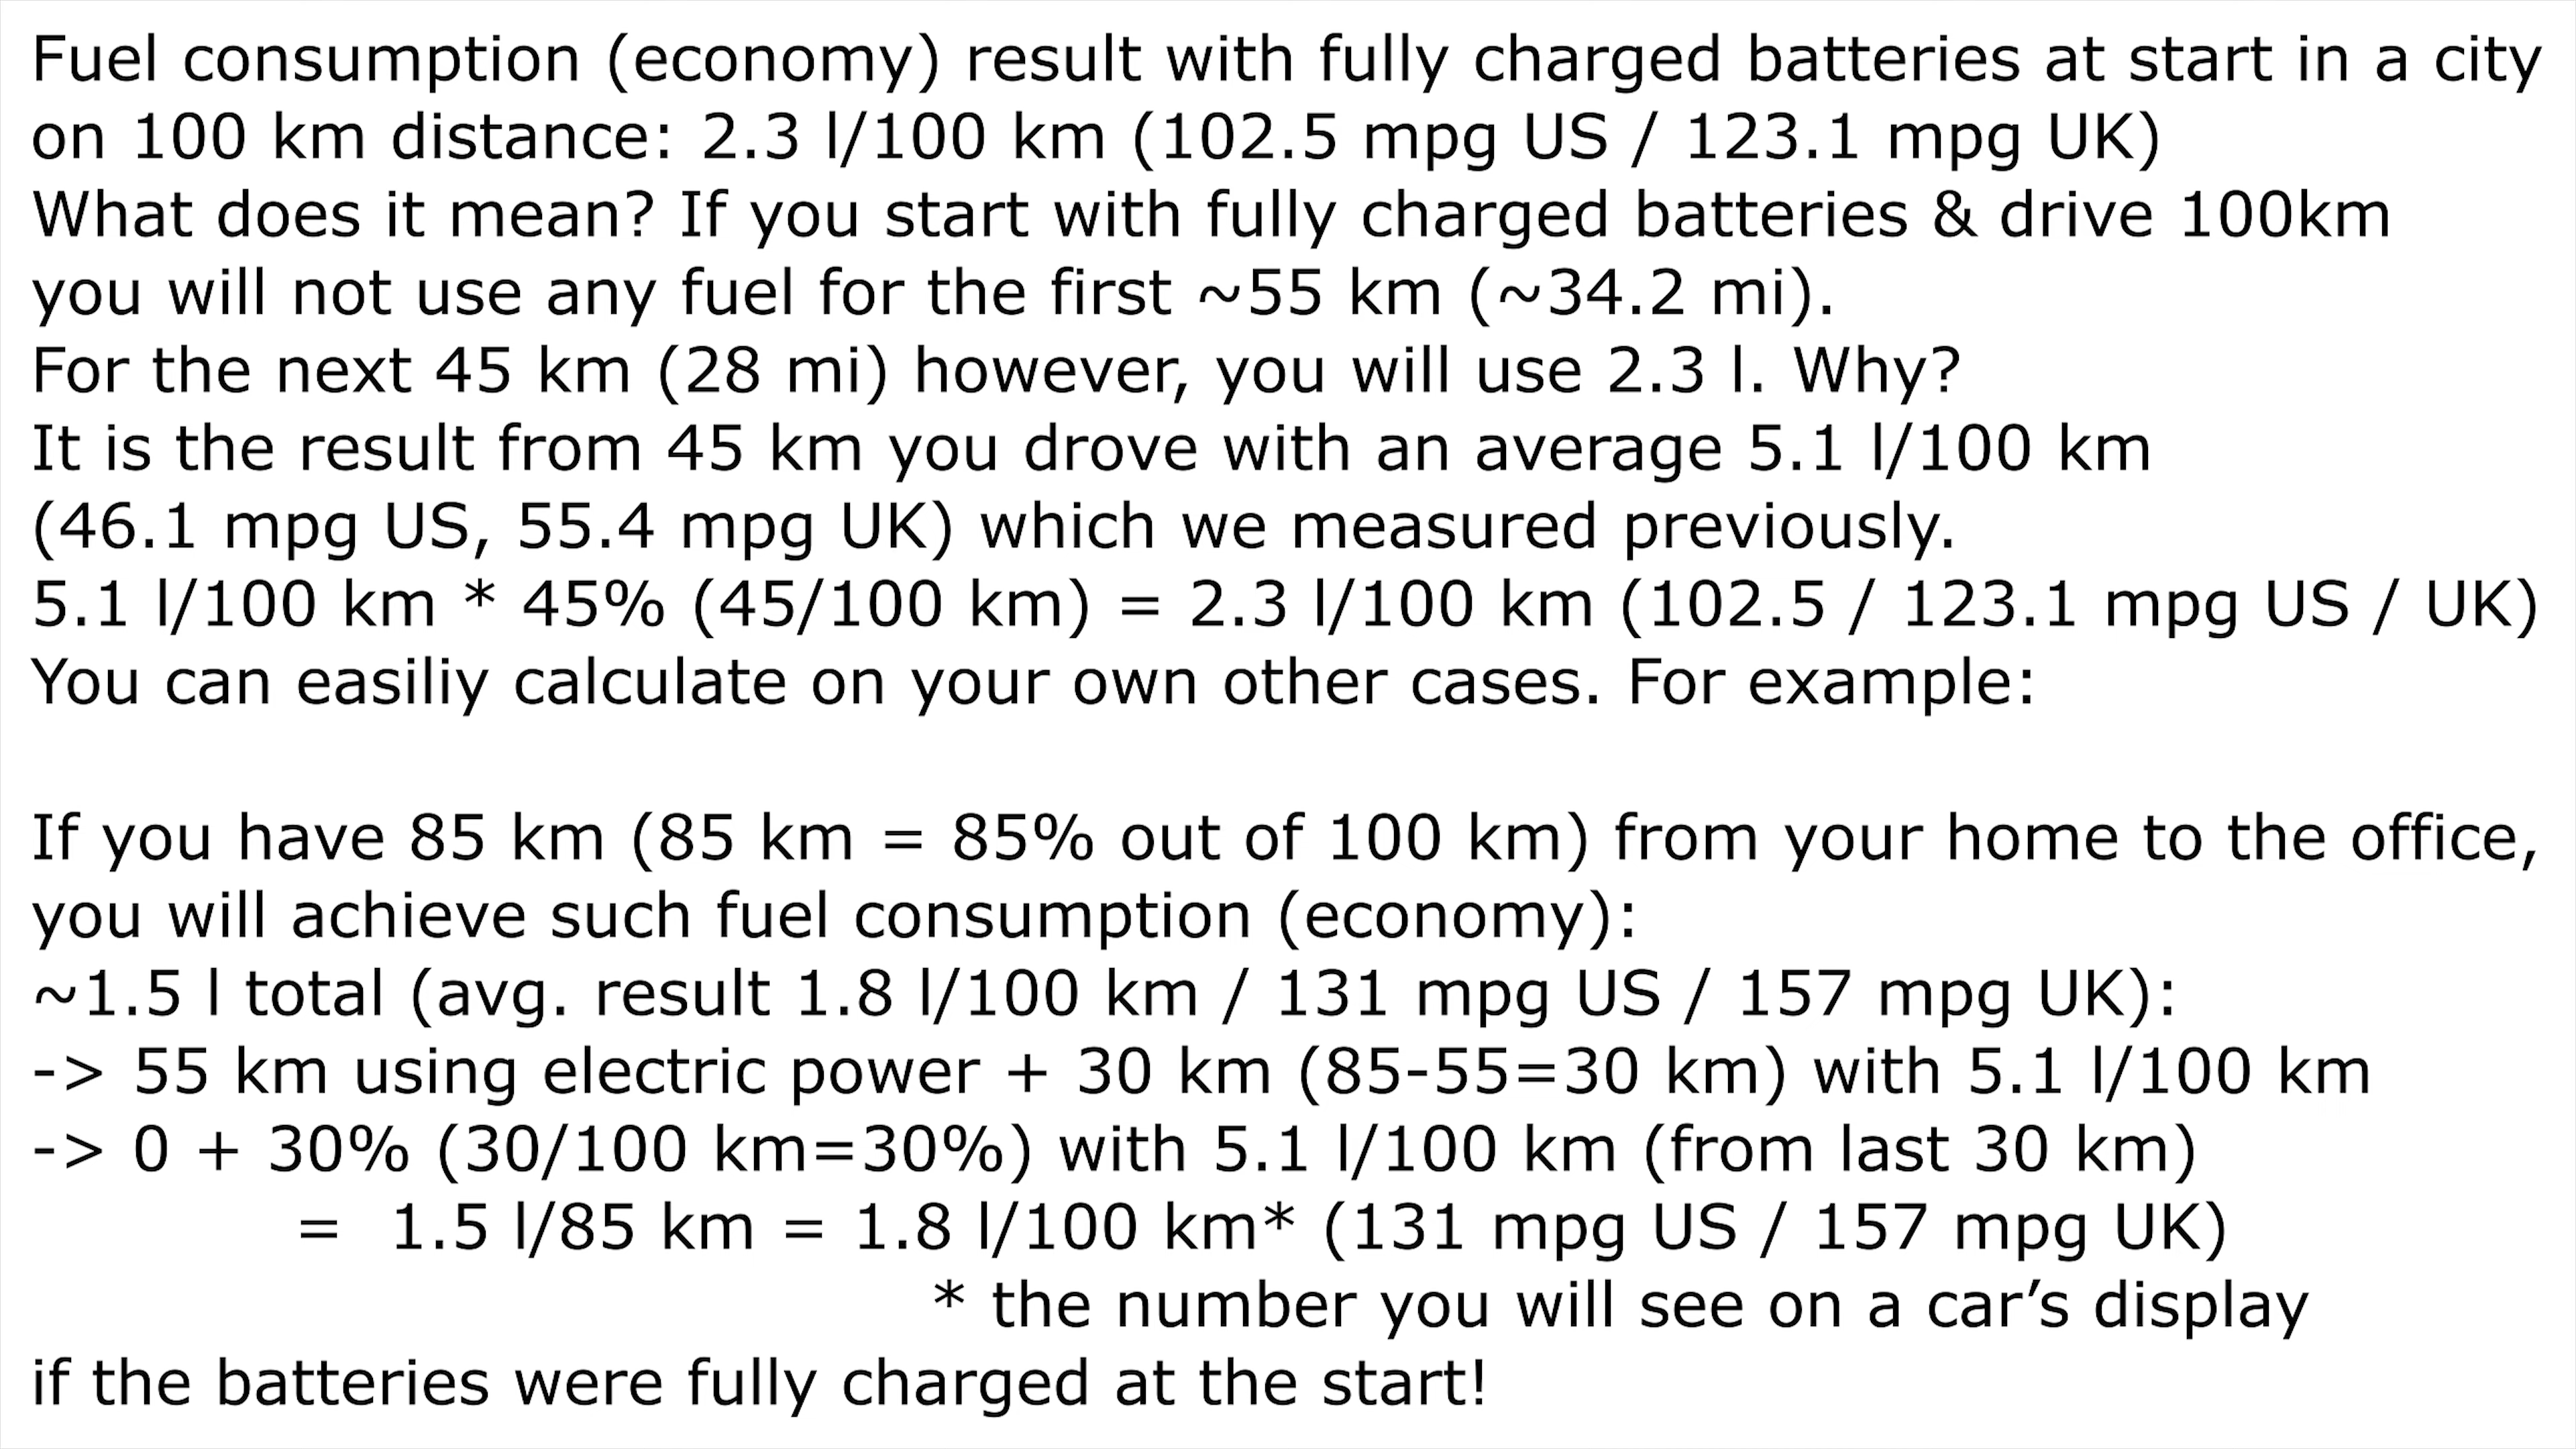 Fuel consumption (economy) result with fully charged batteries at start in a city
on 100 km distance: 2.3 l/100 km (102.5 mpg US / 123.1 mpg UK)
What does it mean? If you start with fully charged batteries & drive 100km
you will not use any fuel for the first ~55 km (~34.2 mi).
For the next 45 km (28 mi) however, you will use 2.3 l. Why?
It is the result from 45 km you drove with an average 5.1 l/100 km
(46.1 mpg US, 55.4 mpg UK) which we measured previously.
5.1 l/100 km * 45% (45/100 km) = 2.3 l/100 km (102.5 / 123.1 mpg US / UK)
You can easiliy calculate on your own other cases. For example:
If you have 85 km (85 km = 85% out of 100 km) from your home to the office,
you will achieve such fuel consumption (economy):
~1.5 l total (avg. result 1.8 l/100 km / 131 mpg US / 157 mpg UK):
-> 55 km using electric power + 30 km (85-55=30 km) with 5.1 l/100 km
-> 0 + 30% (30/100 km=30%) with 5.1 l/100 km (from last 30 km)
= 1.5 l/85 km = 1.8 l/100 km* (131 mpg US / 157 mpg UK)
* the number you will see on a car’s display
if the batteries were fully charged at the start!